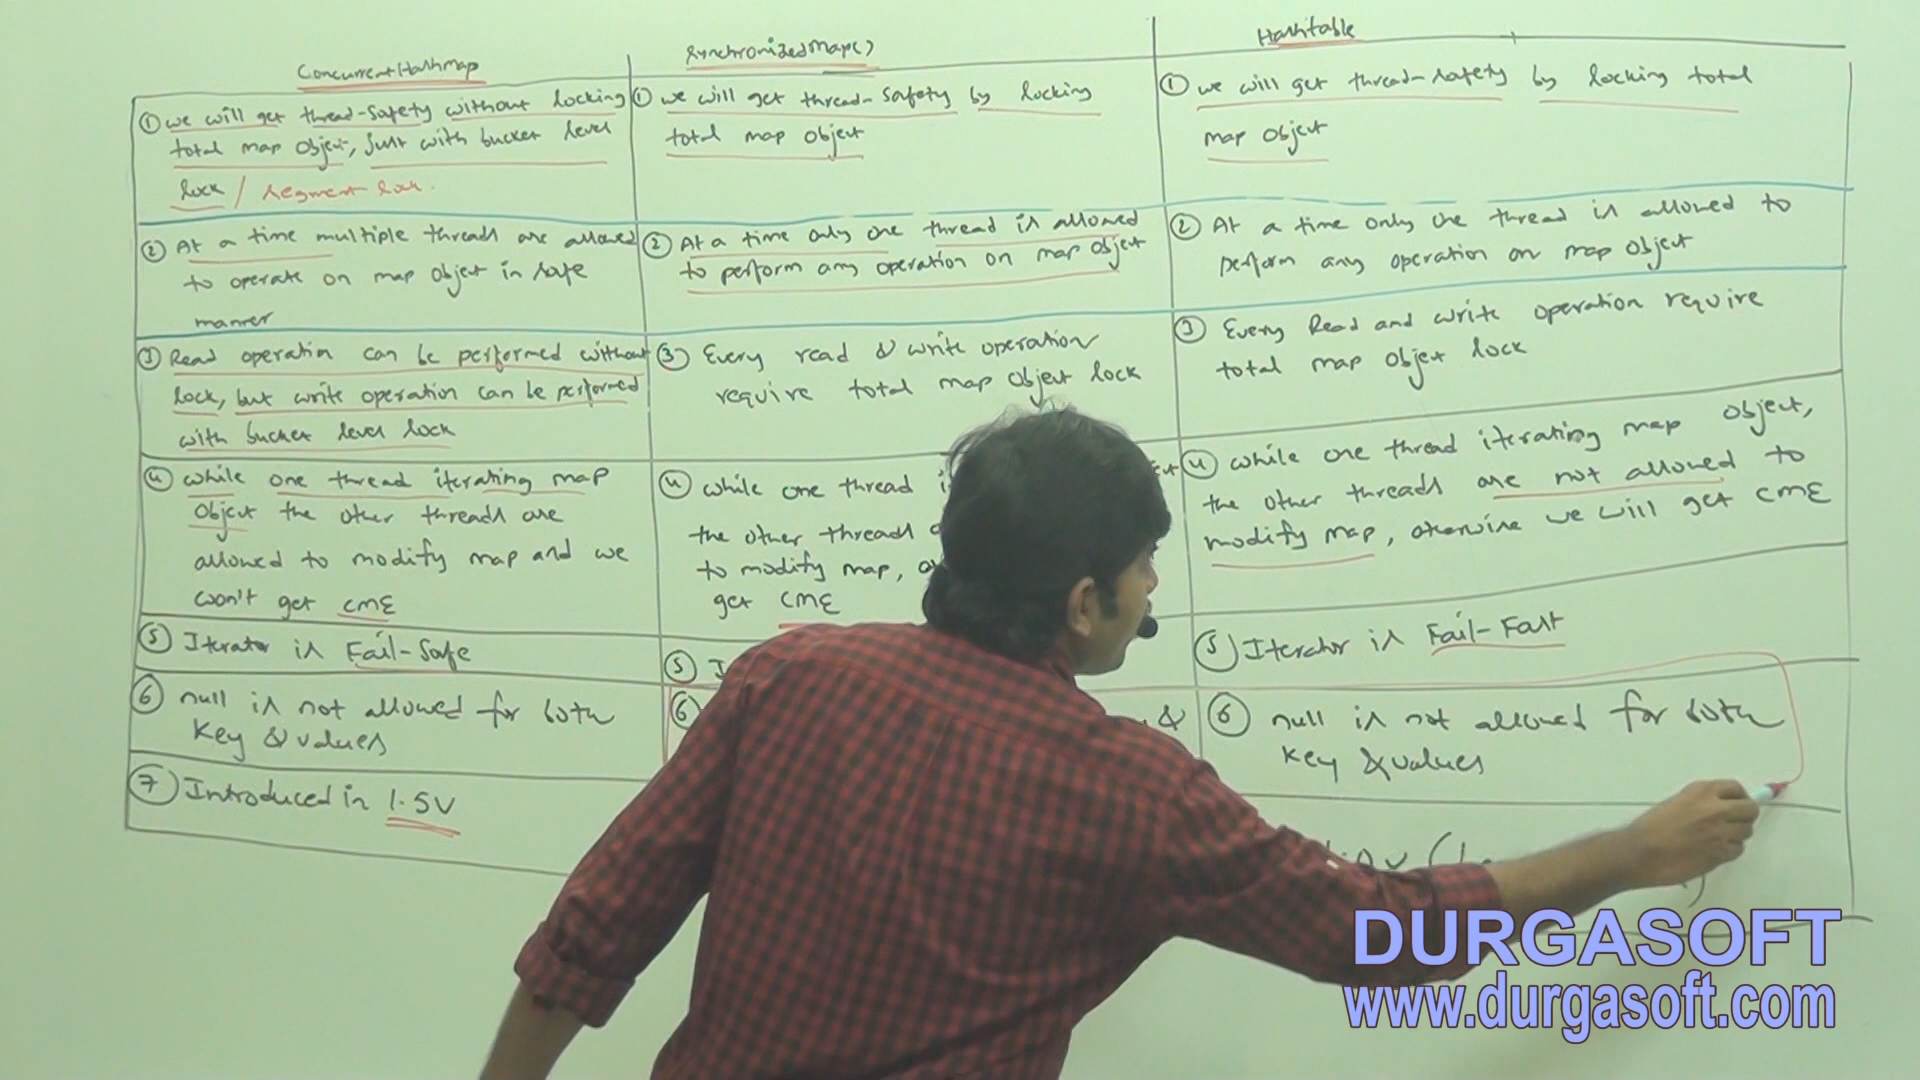 ConcurrentHashmap
① we will get thread-safety without locking
total map object, just with bucket level
lock / segment lock.
② At a time multiple threads are allowed
to operate on map object in safe
manner
③ Read operation can be performed without
lock, but write operation can be performed
with bucket level lock
④ while one thread iterating map
object the other threads are
allowed to modify map and we
won't get CME
⑤ Iterator is Fail-Safe
⑥ null is not allowed for both
key & values
⑦ Introduced in 1.5V
synchronizedmap()
① we will get thread-safety by locking
total map object
② At a time only one thread is allowed
to perform any operation on map object
③ Every read & write operation
require total map object lock
④ while one thread
the other threads
to modify map,
get CME
⑤
⑥ &
Hashtable
① we will get thread-safety by locking total
map object
② At a time only one thread is allowed to
perform any operation on map object
③ Every Read and write operation require
total map object lock
④ while one thread iterating map object,
the other threads are not allowed to
modify map, otherwise we will get CME
⑤ Iterator is Fail-Fast
⑥ null is not allowed for both
key & values
DURGASOFT
www.durgasoft.com